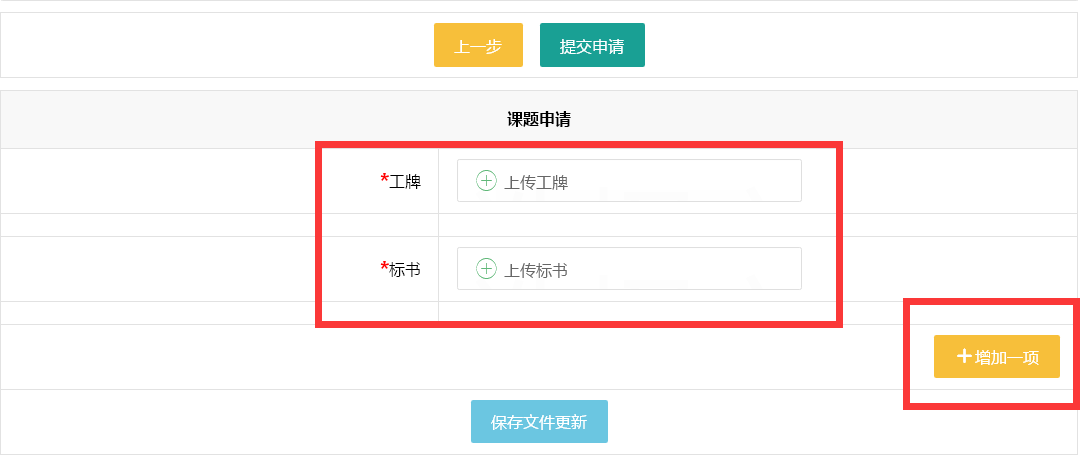 上一步 提交申请
课题申请
*工牌 上传工牌
*标书 上传标书
+增加一项
保存文件更新